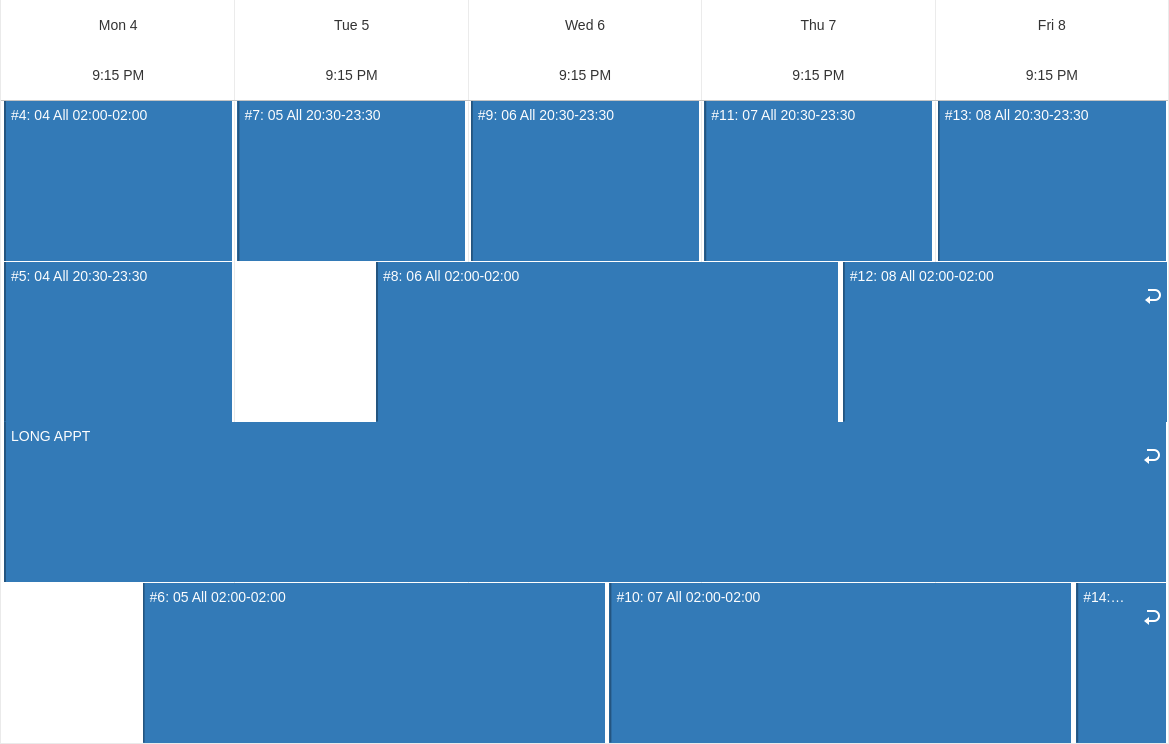 Mon 4
Tue 5
Wed 6
Thu 7
Fri 8
9:15 PM
9:15 PM
9:15 PM
9:15 PM
9:15 PM
#4: 04 All 02:00-02:00
#7: 05 All 20:30-23:30
#9: 06 All 20:30-23:30
#11: 07 All 20:30-23:30
#13: 08 All 20:30-23:30
#5: 04 All 20:30-23:30
#8: 06 All 02:00-02:00
#12: 08 All 02:00-02:00
LONG APPT
#6: 05 All 02:00-02:00
#10: 07 All 02:00-02:00
#14:…